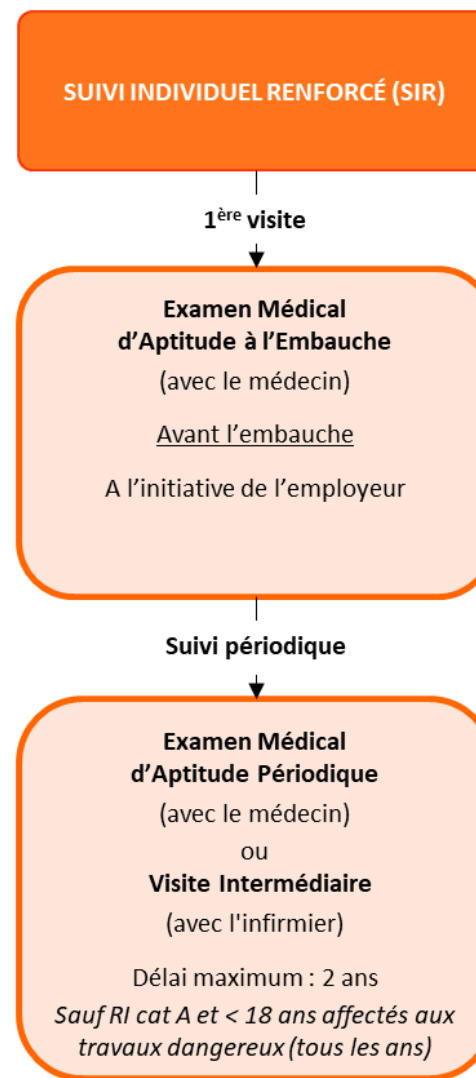 SUIVI INDIVIDUEL RENFORCÉ (SIR)
1ère visite
Examen Médical
d’Aptitude à l’Embauche
(avec le médecin)
Avant l’embauche
A l’initiative de l’employeur
Suivi périodique
Examen Médical
d’Aptitude Périodique
(avec le médecin)
ou
Visite Intermédiaire
(avec l'infirmier)
Délai maximum : 2 ans
Sauf RI cat A et < 18 ans affectés aux
travaux dangereux (tous les ans)